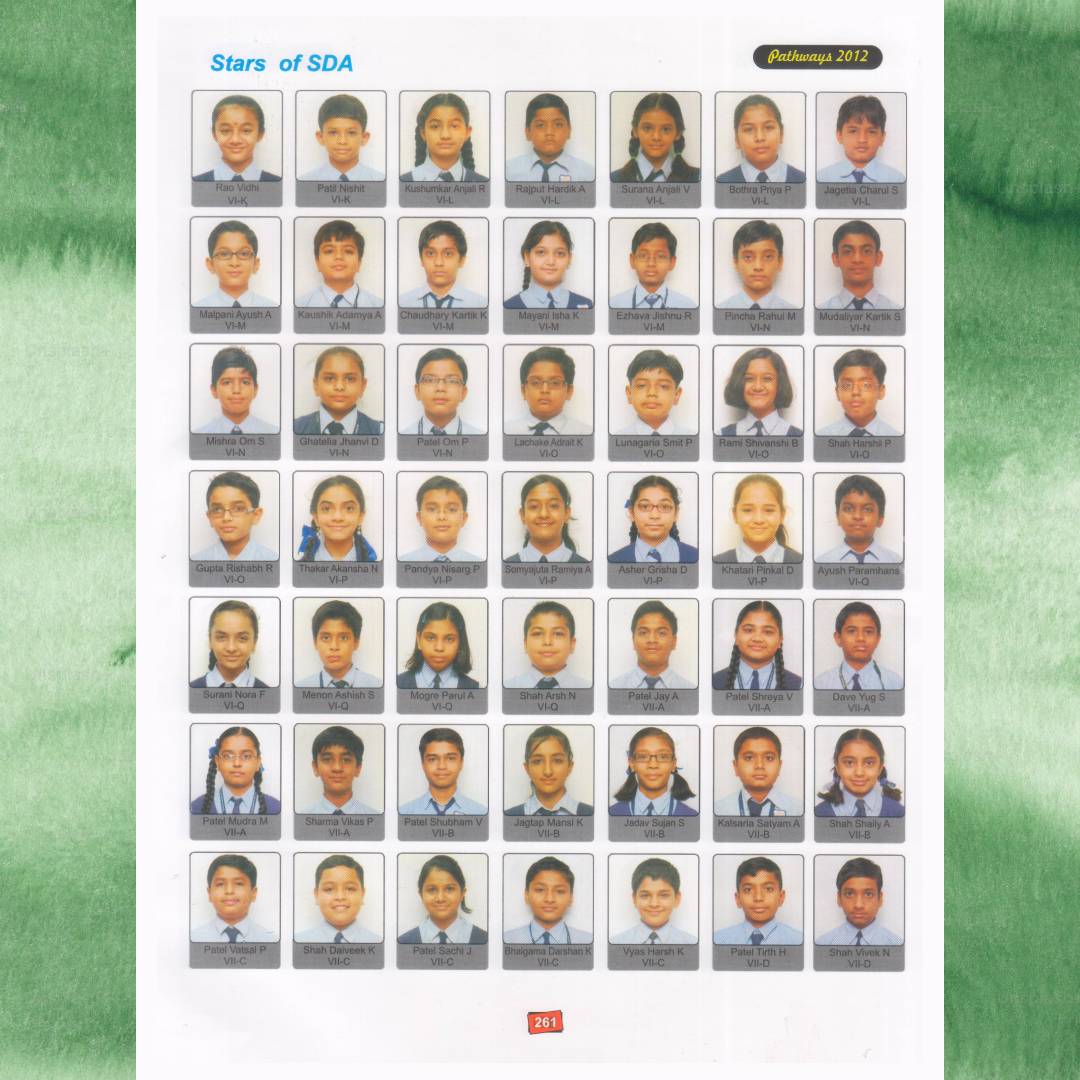 Stars of SDA
Pathways 2012
Rao Vidhi
VI-K
Patil Nishit
VI-K
Kushumkar Anjali R
VI-L
Rajput Hardik A
VI-L
Surana Anjali V
VI-L
Bothra Priya P
VI-L
Jagetia Charul S
VI-L
Malpani Ayush A
VI-M
Kaushik Adamya A
VI-M
Chaudhary Kartik K
VI-M
Mayani Isha K
VI-M
Ezhava Jishnu R
VI-M
Pincha Rahul M
VI-N
Mudaliyar Kartik S
VI-N
Mishra Om S
VI-N
Ghatelia Jhanvi D
VI-N
Patel Om P
VI-N
Lachake Adrait K
VI-O
Lunagaria Smit P
VI-O
Rami Shivanshi B
VI-O
Shah Harshil P
VI-O
Gupta Rishabh R
VI-O
Thakar Akansha N
VI-P
Pandya Nisarg P
VI-P
Somyajuta Ramiya A
VI-P
Asher Grisha D
VI-P
Khatari Pinkal D
VI-P
Ayush Paramhans
VI-Q
Surani Nora F
VI-Q
Menon Ashish S
VI-Q
Mogre Parul A
VI-Q
Shah Arsh N
VI-Q
Patel Jay A
VII-A
Patel Shreya V
VII-A
Dave Yug S
VII-A
Patel Mudra M
VII-A
Sharma Vikas P
VII-A
Patel Shubham V
VII-B
Jagtap Mansi K
VII-B
Jadav Sujan S
VII-B
Kalsaria Satyam A
VII-B
Shah Shaily A
VII-B
Patel Vatsal P
VII-C
Shah Daiveek K
VII-C
Patel Sachi J
VII-C
Bhalgama Darshan K
VII-C
Vyas Harsh K
VII-C
Patel Tirth H
VII-D
Shah Vivek N
VII-D
261